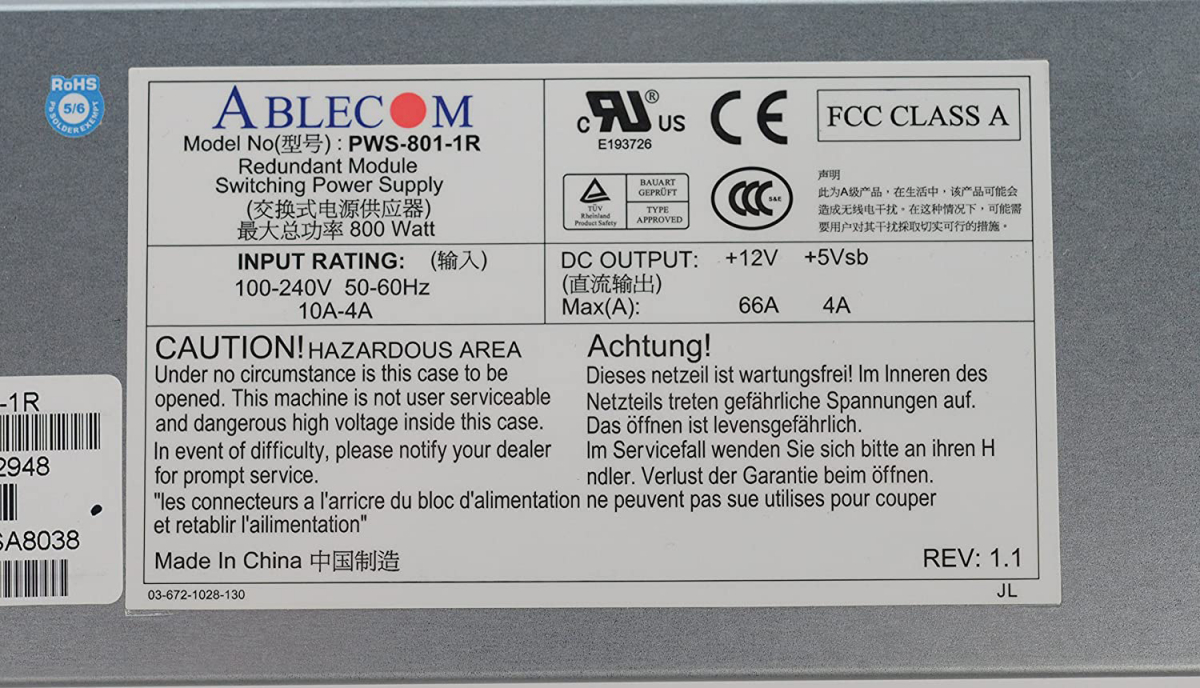 RoHS
5/6
Pb SOLDER EXEMPT
ABLECOM
Model No(型号) : PWS-801-1R
Redundant Module
Switching Power Supply
(交换式电源供应器)
最大总功率 800 Watt
c RU ® US
E193726
CE
FCC CLASS A
TÜV
Rheinland
Product Safety
BAUART
GEPRÜFT
TYPE
APPROVED
CCC S&E
声明
此为A级产品，在生活中，该产品可能会
造成无线电干扰。在这种情况下，可能需
要用户对其干扰采取切实可行的措施。
INPUT RATING: (输入)
100-240V 50-60Hz
10A-4A
DC OUTPUT: +12V +5Vsb
(直流输出)
Max(A): 66A 4A
CAUTION! HAZARDOUS AREA
Under no circumstance is this case to be
opened. This machine is not user serviceable
and dangerous high voltage inside this case.
In event of difficulty, please notify your dealer
for prompt service.
Achtung!
Dieses netzeil ist wartungsfrei! Im Inneren des
Netzteils treten gefährliche Spannungen auf.
Das öffnen ist levensgefährlich.
Im Servicefall wenden Sie sich bitte an ihren H
ndler. Verlust der Garantie beim öffnen.
"les connecteurs a l'arricre du bloc d'alimentation ne peuvent pas sue utilises pour couper
et retablir l'ailimentation"
Made In China 中国制造
REV: 1.1
03-672-1028-130
JL
-1R
2948
SA8038